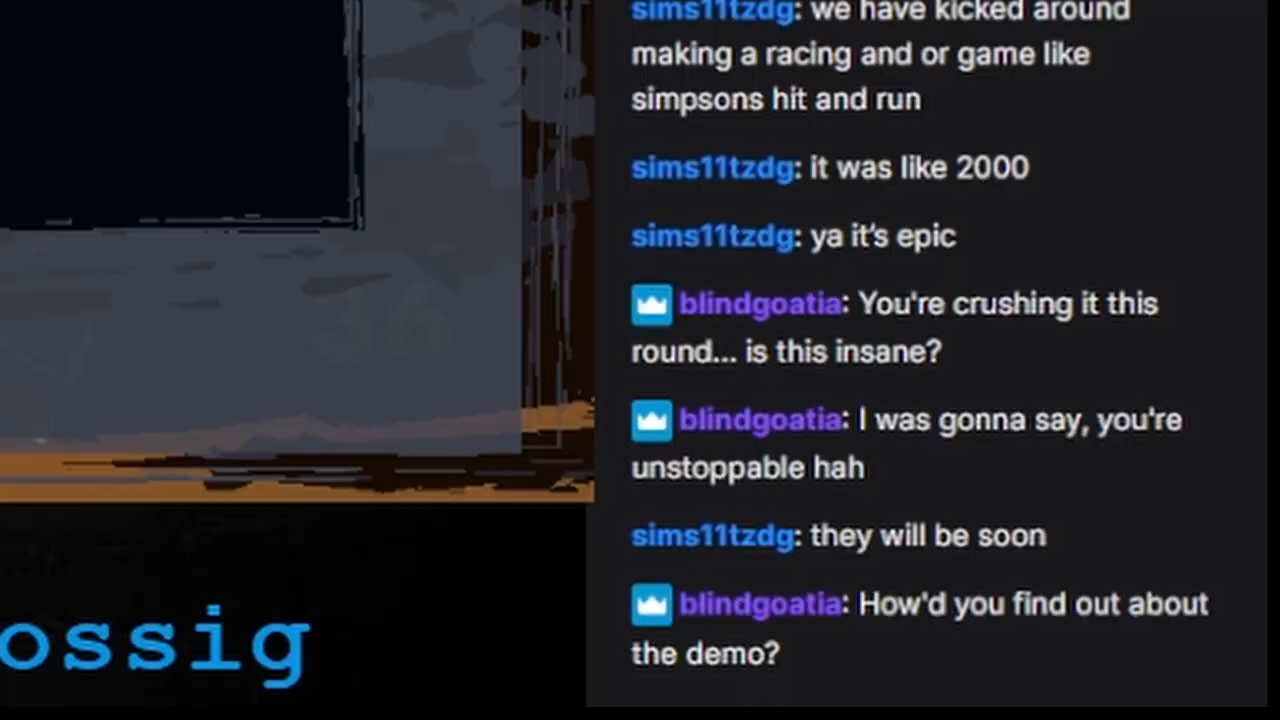 sims11tzdg: we have kicked around
making a racing and or game like
simpsons hit and run
sims11tzdg: it was like 2000
sims11tzdg: ya it's epic
blindgoatia: You're crushing it this
round... is this insane?
blindgoatia: I was gonna say, you're
unstoppable hah
sims11tzdg: they will be soon
blindgoatia: How'd you find out about
the demo?
ossig